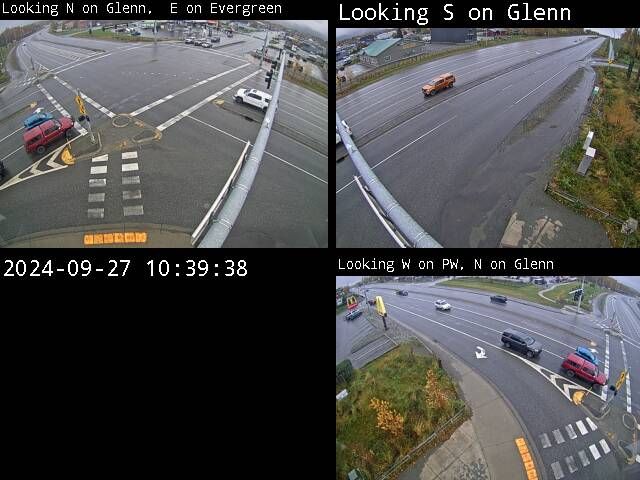 Looking N on Glenn,  E on Evergreen
Looking S on Glenn
2024-09-27 10:39:38
Looking W on PW, N on Glenn